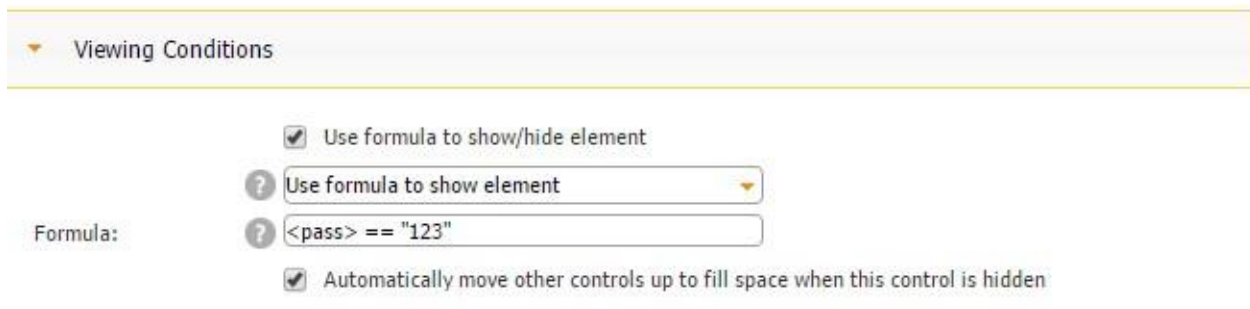 Viewing Conditions
Use formula to show/hide element
? Use formula to show element
Formula: ? <pass> == "123"
Automatically move other controls up to fill space when this control is hidden